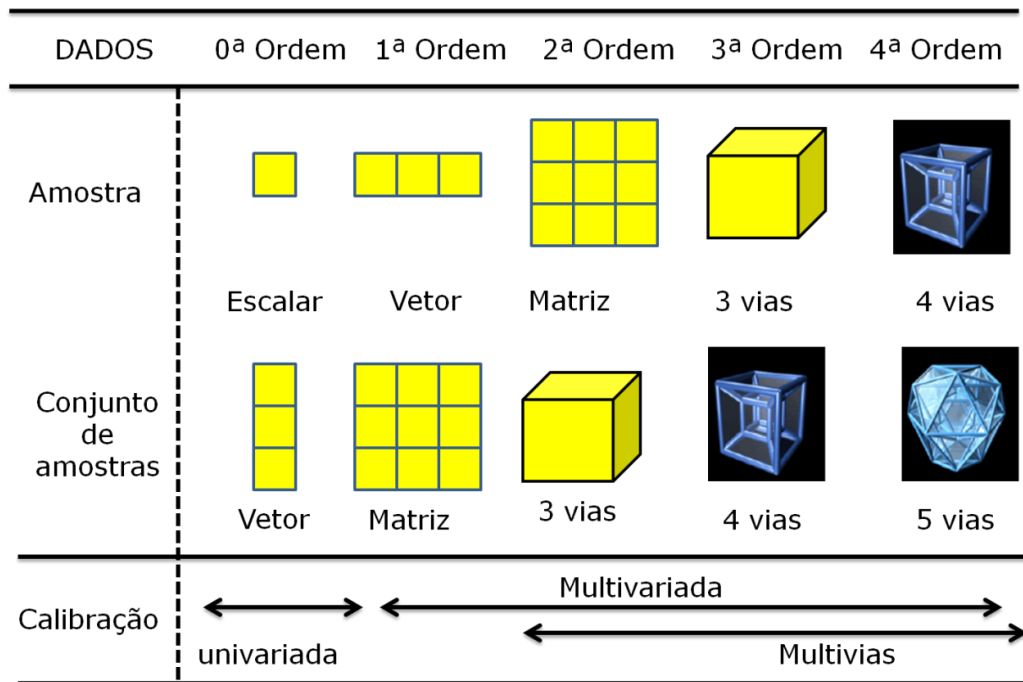 DADOS 0ª Ordem 1ª Ordem 2ª Ordem 3ª Ordem 4ª Ordem
Amostra
Escalar Vetor Matriz 3 vias 4 vias
Conjunto
de
amostras
Vetor Matriz 3 vias 4 vias 5 vias
Calibração
Multivariada
univariada Multivias